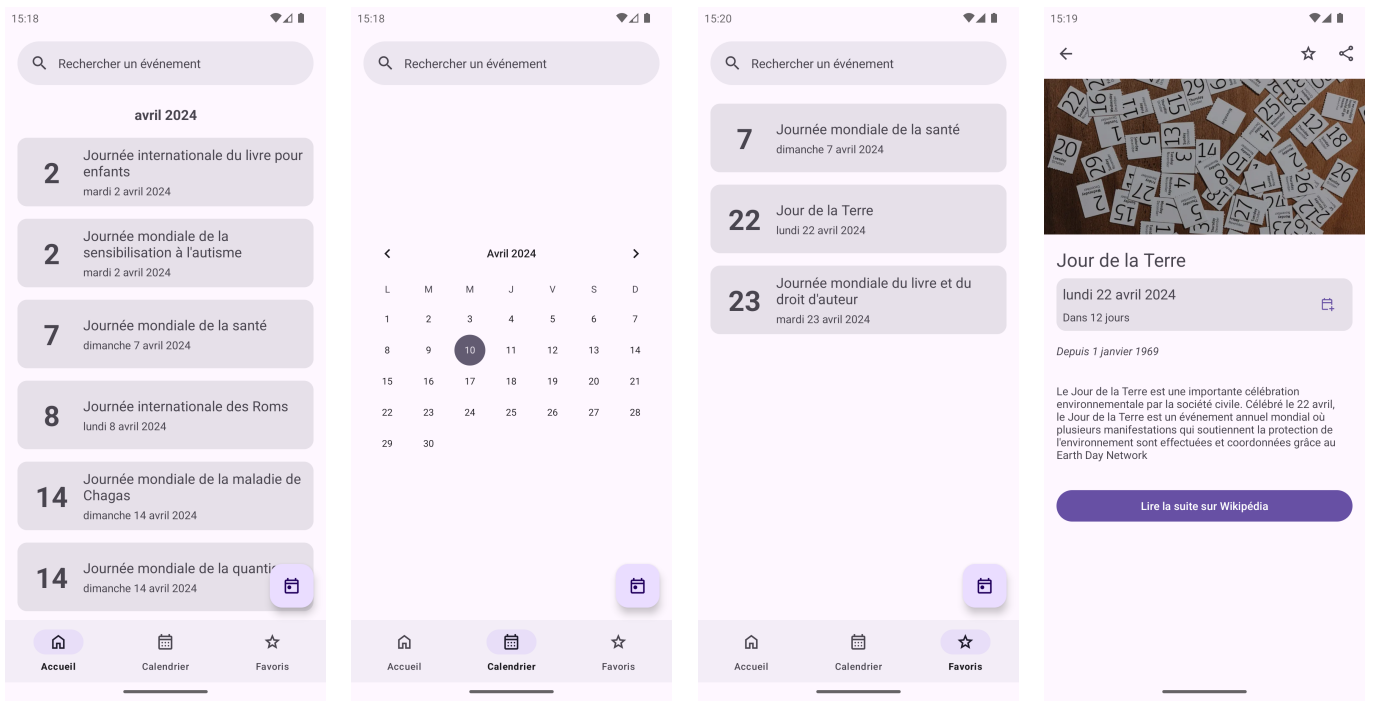 15:18
Rechercher un événement
avril 2024
2
Journée internationale du livre pour
enfants
mardi 2 avril 2024
2
Journée mondiale de la
sensibilisation à l'autisme
mardi 2 avril 2024
7
Journée mondiale de la santé
dimanche 7 avril 2024
8
Journée internationale des Roms
lundi 8 avril 2024
14
Journée mondiale de la maladie de
Chagas
dimanche 14 avril 2024
14
Journée mondiale de la
dimanche 14 avril 2024
Accueil
Calendrier
Favoris
15:18
Rechercher un événement
Avril 2024
L M M J V S D
1 2 3 4 5 6 7
8 9 10 11 12 13 14
15 16 17 18 19 20 21
22 23 24 25 26 27 28
29 30
Accueil
Calendrier
Favoris
15:20
Rechercher un événement
7
Journée mondiale de la santé
dimanche 7 avril 2024
22
Jour de la Terre
lundi 22 avril 2024
23
Journée mondiale du livre et du
droit d'auteur
mardi 23 avril 2024
Accueil
Calendrier
Favoris
15:19
Jour de la Terre
lundi 22 avril 2024
Dans 12 jours
Depuis 1 janvier 1969
Le Jour de la Terre est une importante célébration
environnementale par la société civile. Célébré le 22 avril,
le Jour de la Terre est un événement annuel mondial où
plusieurs manifestations qui soutiennent la protection de
l'environnement sont effectuées et coordonnées grâce au
Earth Day Network
Lire la suite sur Wikipédia